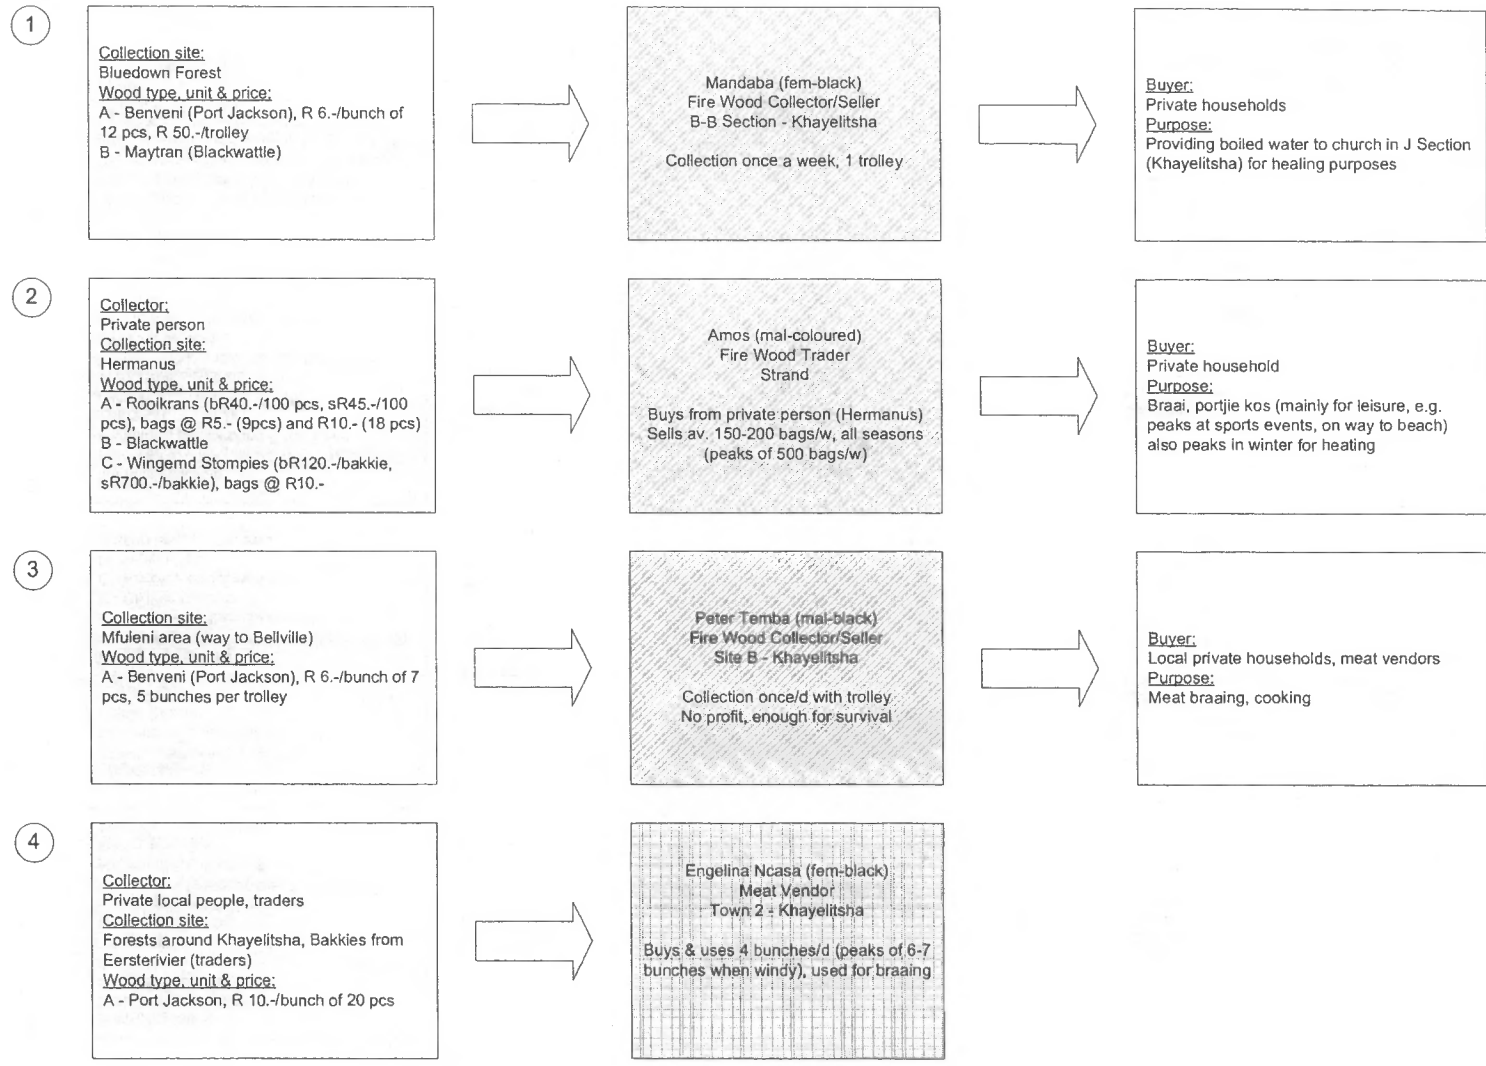 1
Collection site:
Bluedown Forest
Wood type, unit & price:
A - Benveni (Port Jackson), R 6.-/bunch of
12 pcs, R 50.-/trolley
B - Maytran (Blackwattle)
Mandaba (fem-black)
Fire Wood Collector/Seller
B-B Section - Khayelitsha
Collection once a week, 1 trolley
Buyer:
Private households
Purpose:
Providing boiled water to church in J Section
(Khayelitsha) for healing purposes
2
Collector:
Private person
Collection site:
Hermanus
Wood type, unit & price:
A - Rooikrans (bR40.-/100 pcs, sR45.-/100
pcs), bags @ R5.- (9pcs) and R10.- (18 pcs)
B - Blackwattle
C - Wingemd Stompies (bR120.-/bakkie,
sR700.-/bakkie), bags @ R10.-
Amos (mal-coloured)
Fire Wood Trader
Strand
Buys from private person (Hermanus)
Sells av. 150-200 bags/w, all seasons
(peaks of 500 bags/w)
Buyer:
Private household
Purpose:
Braai, portjie kos (mainly for leisure, e.g.
peaks at sports events, on way to beach)
also peaks in winter for heating
3
Collection site:
Mfuleni area (way to Bellville)
Wood type, unit & price:
A - Benveni (Port Jackson), R 6.-/bunch of 7
pcs, 5 bunches per trolley
Peter Temba (mal-black)
Fire Wood Collector/Seller
Site B - Khayelitsha
Collection once/d with trolley
No profit, enough for survival
Buyer:
Local private households, meat vendors
Purpose:
Meat braaing, cooking
4
Collector:
Private local people, traders
Collection site:
Forests around Khayelitsha, Bakkies from
Eersterivier (traders)
Wood type, unit & price:
A - Port Jackson, R 10.-/bunch of 20 pcs
Engelina Ncasa (fem-black)
Meat Vendor
Town 2 - Khayelitsha
Buys & uses 4 bunches/d (peaks of 6-7
bunches when windy), used for braaing